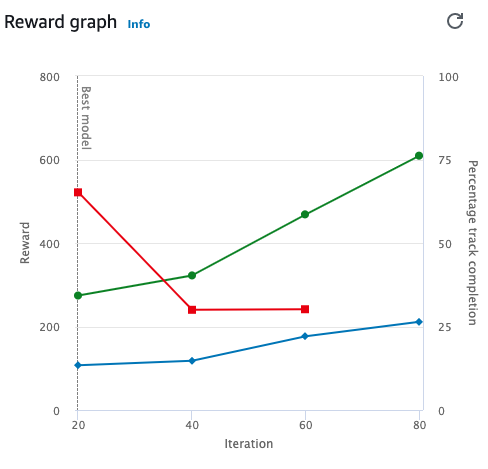 Reward graph Info
800
600
400
200
0
Reward
Best model
100
75
50
25
0
Percentage track completion
20 40 60 80
Iteration